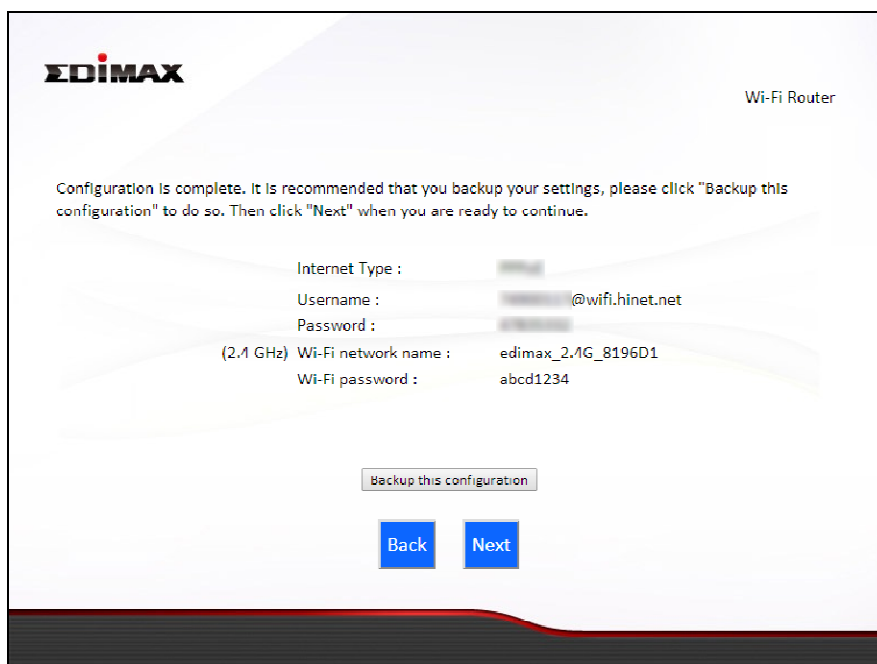 EDIMAX
Wi-Fi Router
Configuration is complete. It is recommended that you backup your settings, please click "Backup this
configuration" to do so. Then click "Next" when you are ready to continue.
Internet Type :
Username : @wifi.hinet.net
Password :
(2.4 GHz) Wi-Fi network name : edimax_2.4G_8196D1
Wi-Fi password : abcd1234
Backup this configuration
Back Next